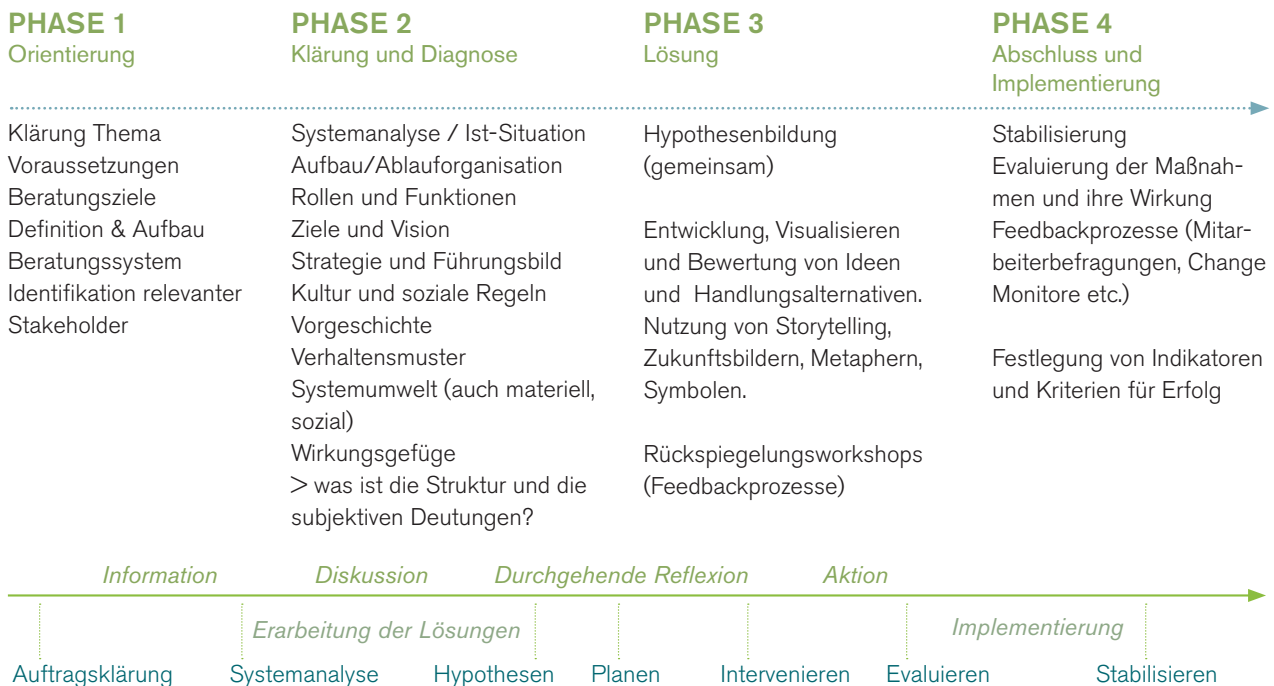 PHASE 1
Orientierung
PHASE 2
Klärung und Diagnose
PHASE 3
Lösung
PHASE 4
Abschluss und
Implementierung
Klärung Thema
Voraussetzungen
Beratungsziele
Definition & Aufbau
Beratungssystem
Identifikation relevanter
Stakeholder
Systemanalyse / Ist-Situation
Aufbau/Ablauforganisation
Rollen und Funktionen
Ziele und Vision
Strategie und Führungsbild
Kultur und soziale Regeln
Vorgeschichte
Verhaltensmuster
Systemumwelt (auch materiell,
sozial)
Wirkungsgefüge
> was ist die Struktur und die
subjektiven Deutungen?
Hypothesenbildung
(gemeinsam)
Entwicklung, Visualisieren
und Bewertung von Ideen
und Handlungsalternativen.
Nutzung von Storytelling,
Zukunftsbildern, Metaphern,
Symbolen.
Rückspiegelungsworkshops
(Feedbackprozesse)
Stabilisierung
Evaluierung der Maßnah-
men und ihre Wirkung
Feedbackprozesse (Mitar-
beiterbefragungen, Change
Monitore etc.)
Festlegung von Indikatoren
und Kriterien für Erfolg
Information Diskussion Durchgehende Reflexion Aktion
Erarbeitung der Lösungen Implementierung
Auftragsklärung Systemanalyse Hypothesen Planen Intervenieren Evaluieren Stabilisieren